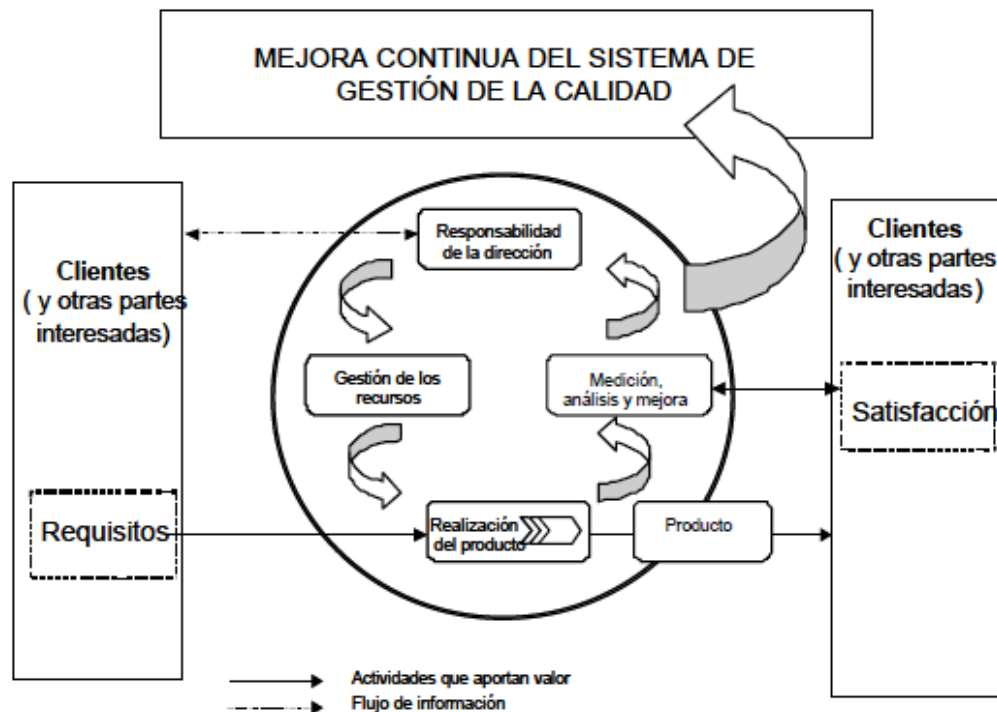 MEJORA CONTINUA DEL SISTEMA DE
GESTIÓN DE LA CALIDAD
Clientes
( y otras partes
interesadas)
Requisitos
Responsabilidad
de la dirección
Gestión de los
recursos
Medición,
análisis y mejora
Realización
del producto
Producto
Clientes
( y otras partes
interesadas)
Satisfacción
Actividades que aportan valor
Flujo de información